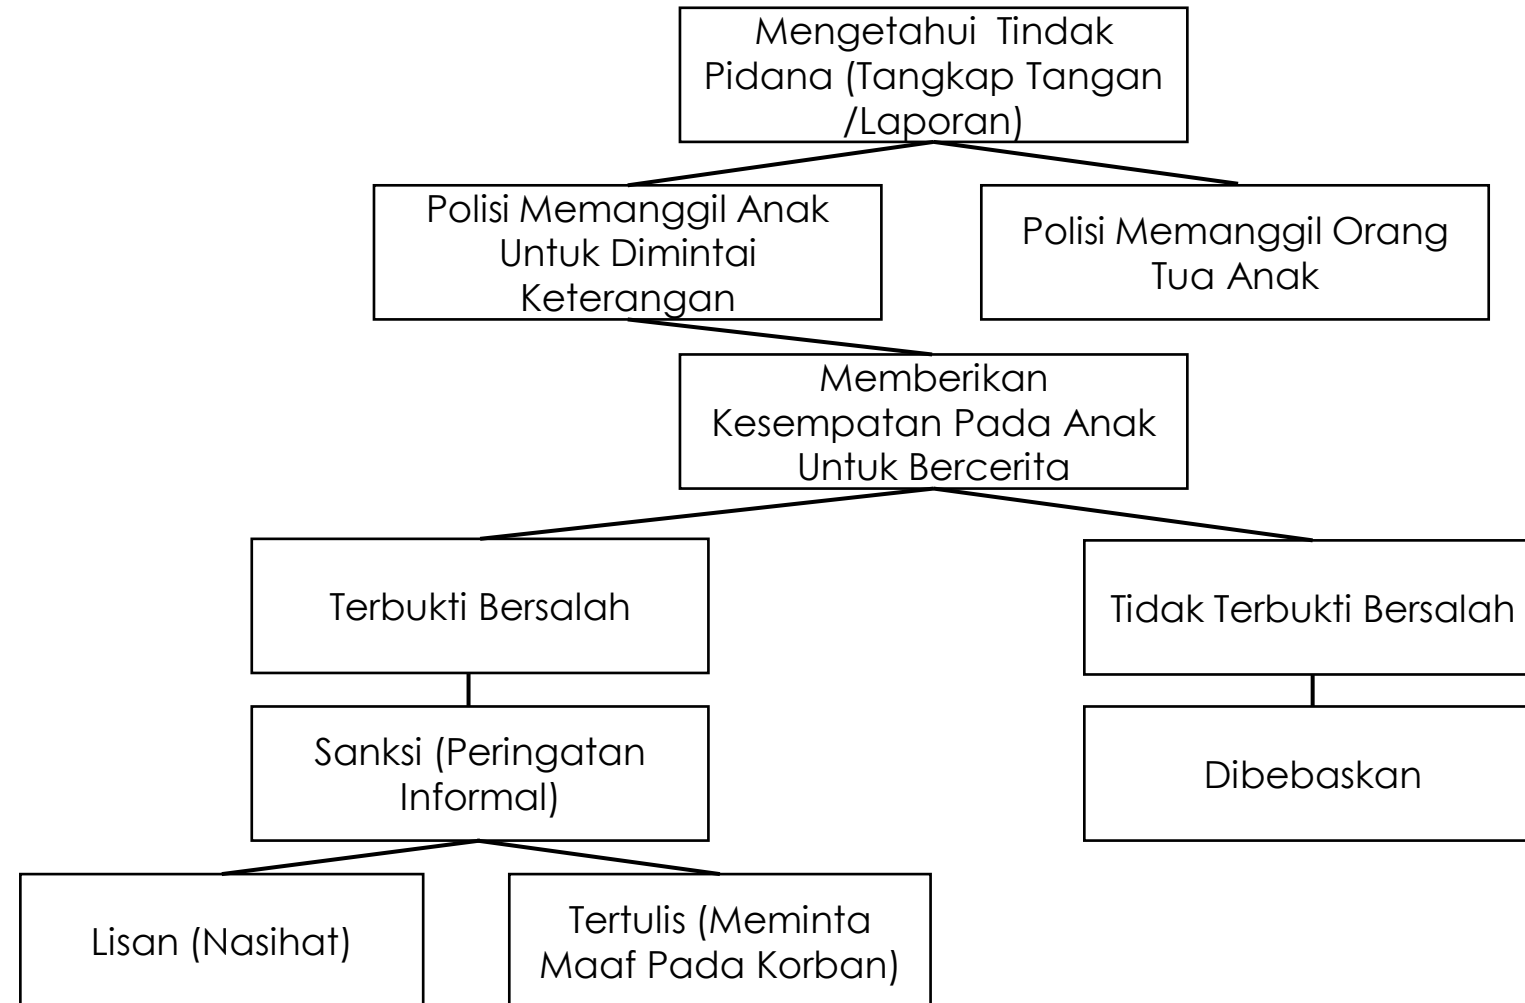 Mengetahui Tindak
Pidana (Tangkap Tangan
/Laporan)
Polisi Memanggil Anak
Untuk Dimintai
Keterangan
Polisi Memanggil Orang
Tua Anak
Memberikan
Kesempatan Pada Anak
Untuk Bercerita
Terbukti Bersalah
Tidak Terbukti Bersalah
Sanksi (Peringatan
Informal)
Dibebaskan
Lisan (Nasihat)
Tertulis (Meminta
Maaf Pada Korban)